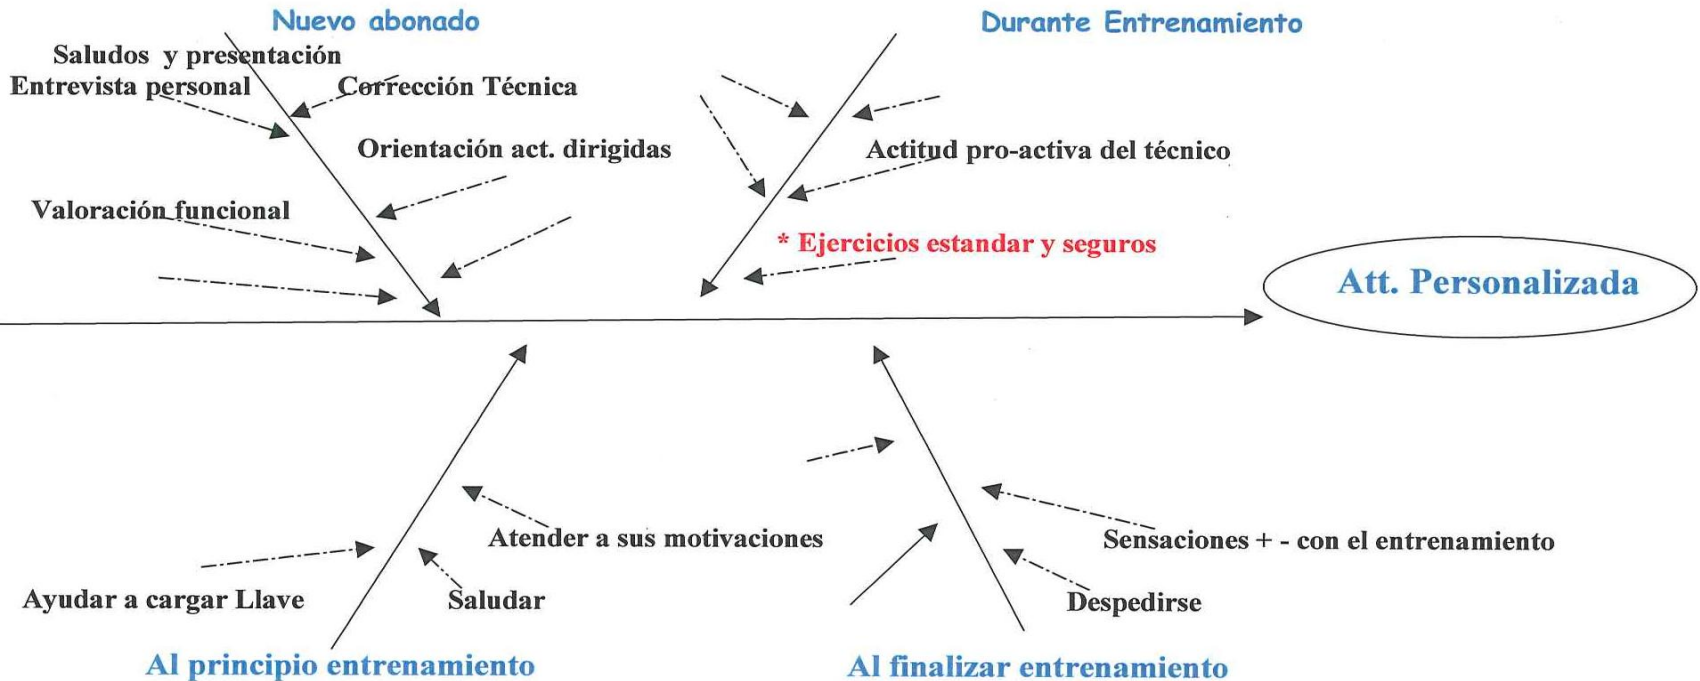 Nuevo abonado
Durante Entrenamiento
Saludos y presentación
Entrevista personal
Corrección Técnica
Orientación act. dirigidas
Actitud pro-activa del técnico
Valoración funcional
* Ejercicios estandar y seguros
Att. Personalizada
Atender a sus motivaciones
Sensaciones + - con el entrenamiento
Ayudar a cargar Llave
Saludar
Despedirse
Al principio entrenamiento
Al finalizar entrenamiento